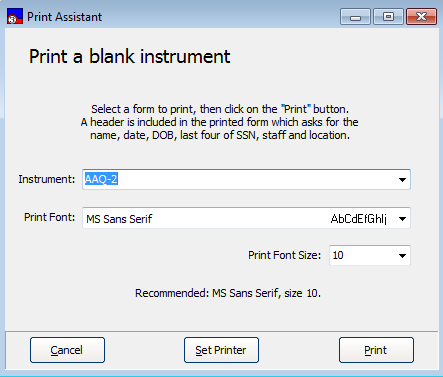 Print Assistant
Print a blank instrument
Select a form to print, then click on the "Print" button.
A header is included in the printed form which asks for the
name, date, DOB, last four of SSN, staff and location.
Instrument: AAQ-2
Print Font: MS Sans Serif AbCdEfGhIj
Print Font Size: 10
Recommended: MS Sans Serif, size 10.
Cancel Set Printer Print